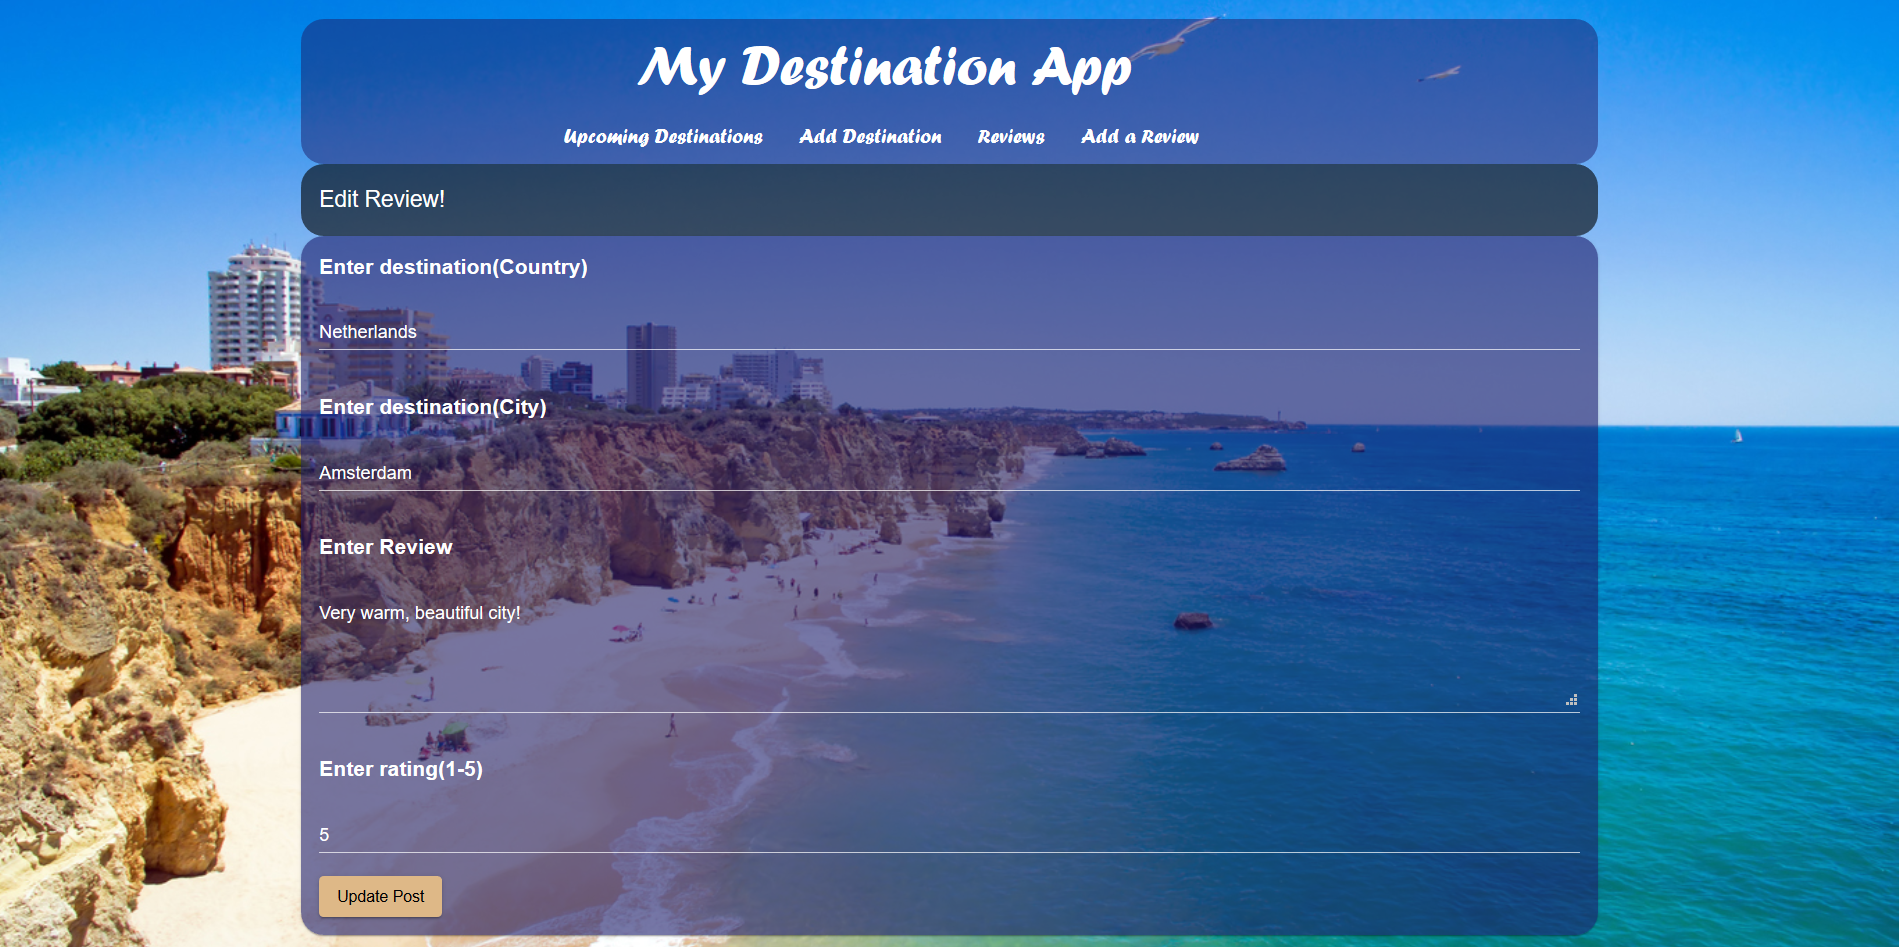 My Destination App
Upcoming Destinations Add Destination Reviews Add a Review
Edit Review!
Enter destination(Country)
Netherlands
Enter destination(City)
Amsterdam
Enter Review
Very warm, beautiful city!
Enter rating(1-5)
5
Update Post